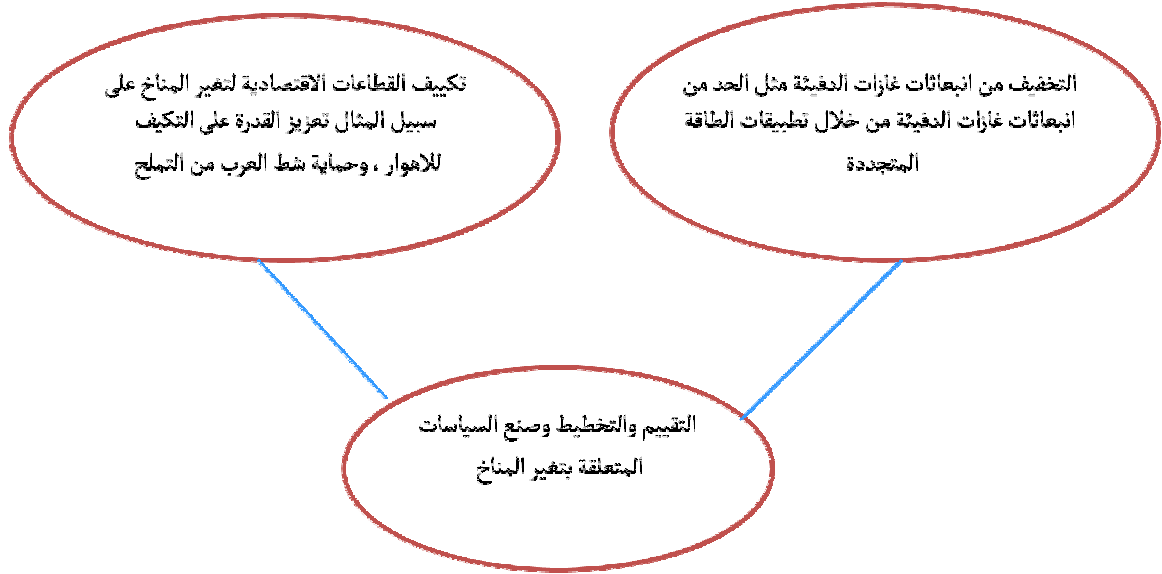 التخفيف من انبعاثات غازات الدفيئة مثل الحد من
انبعاثات غازات الدفيئة من خلال تطبيقات الطاقة
المتجددة
تكييف القطاعات الاقتصادية لتغير المناخ على
سبيل المثال تعزيز القدرة على التكيف
للاهوار ، وحماية شط العرب من التملح
التقييم والتخطيط وصنع السياسات
المتعلقة بتغير المناخ